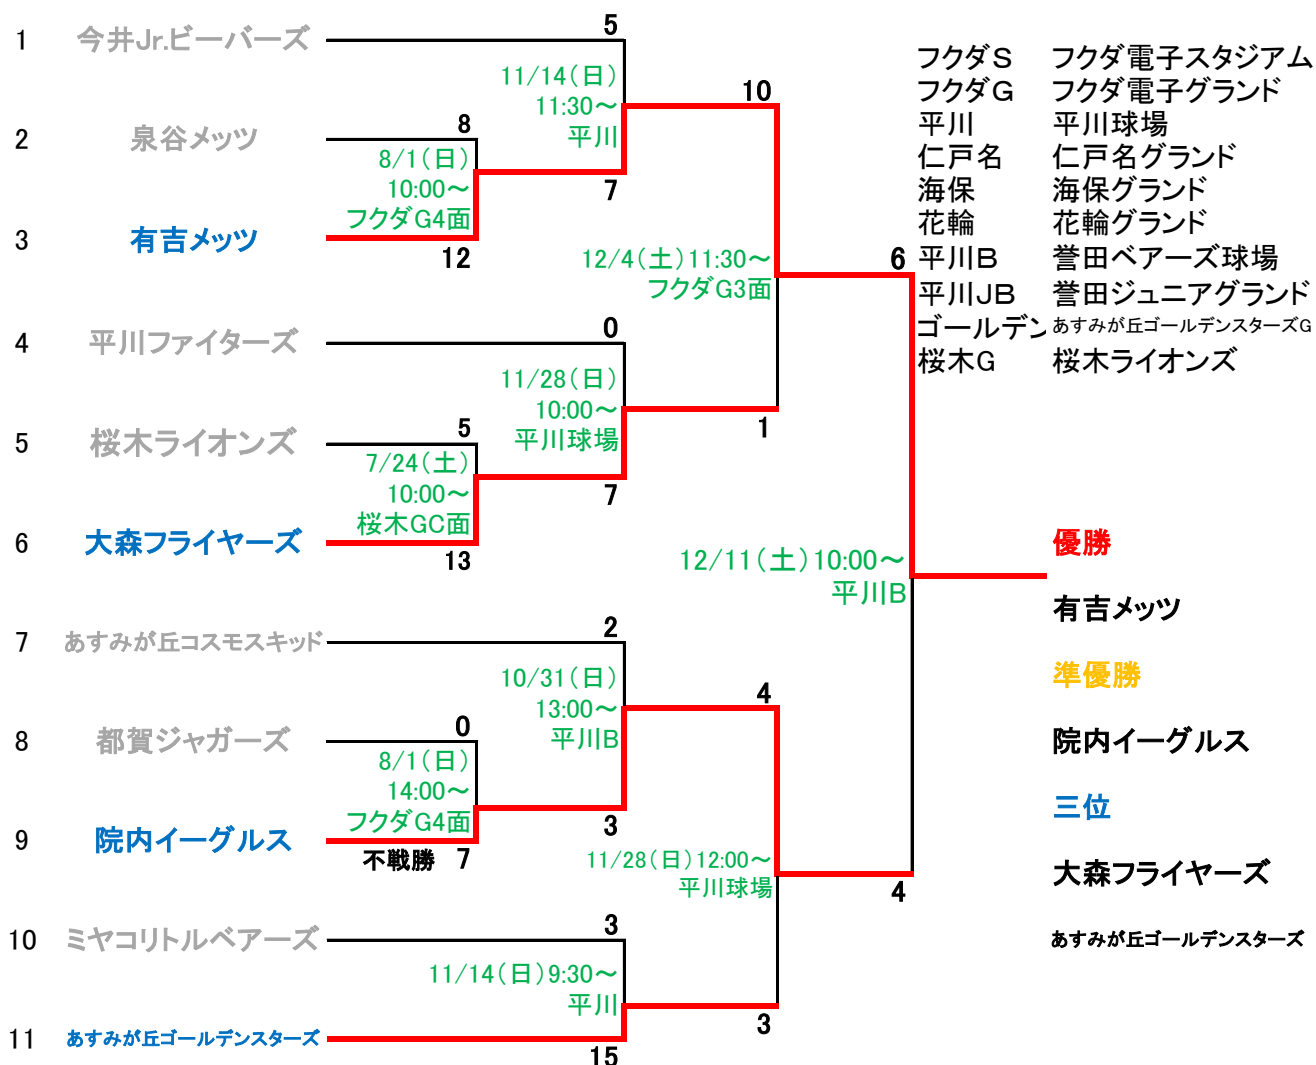 1 今井Jr.ビーバーズ 5
11/14(日)
11:30～
平川
10
2 泉谷メッツ 8
8/1(日)
10:00～
フクダG4面
7
3 有吉メッツ 12
12/4(土)11:30～
フクダG3面
6
4 平川ファイターズ 0
11/28(日)
10:00～
平川球場
1
5 桜木ライオンズ 5
7/24(土)
10:00～
桜木GC面
7
6 大森フライヤーズ 13
12/11(土)10:00～
平川B
7 あすみが丘コスモスキッド 2
10/31(日)
13:00～
平川B
4
8 都賀ジャガーズ 0
8/1(日)
14:00～
フクダG4面
3
9 院内イーグルス 不戦勝 7
11/28(日)12:00～
平川球場
4
10 ミヤコリトルベアーズ 3
11/14(日)9:30～
平川
3
11 あすみが丘ゴールデンスターズ 15
フクダS フクダ電子スタジアム
フクダG フクダ電子グランド
平川 平川球場
仁戸名 仁戸名グランド
海保 海保グランド
花輪 花輪グランド
平川B 誉田ベアーズ球場
平川JB 誉田ジュニアグランド
ゴールデン あすみが丘ゴールデンスターズG
桜木G 桜木ライオンズ
優勝
有吉メッツ
準優勝
院内イーグルス
三位
大森フライヤーズ
あすみが丘ゴールデンスターズ